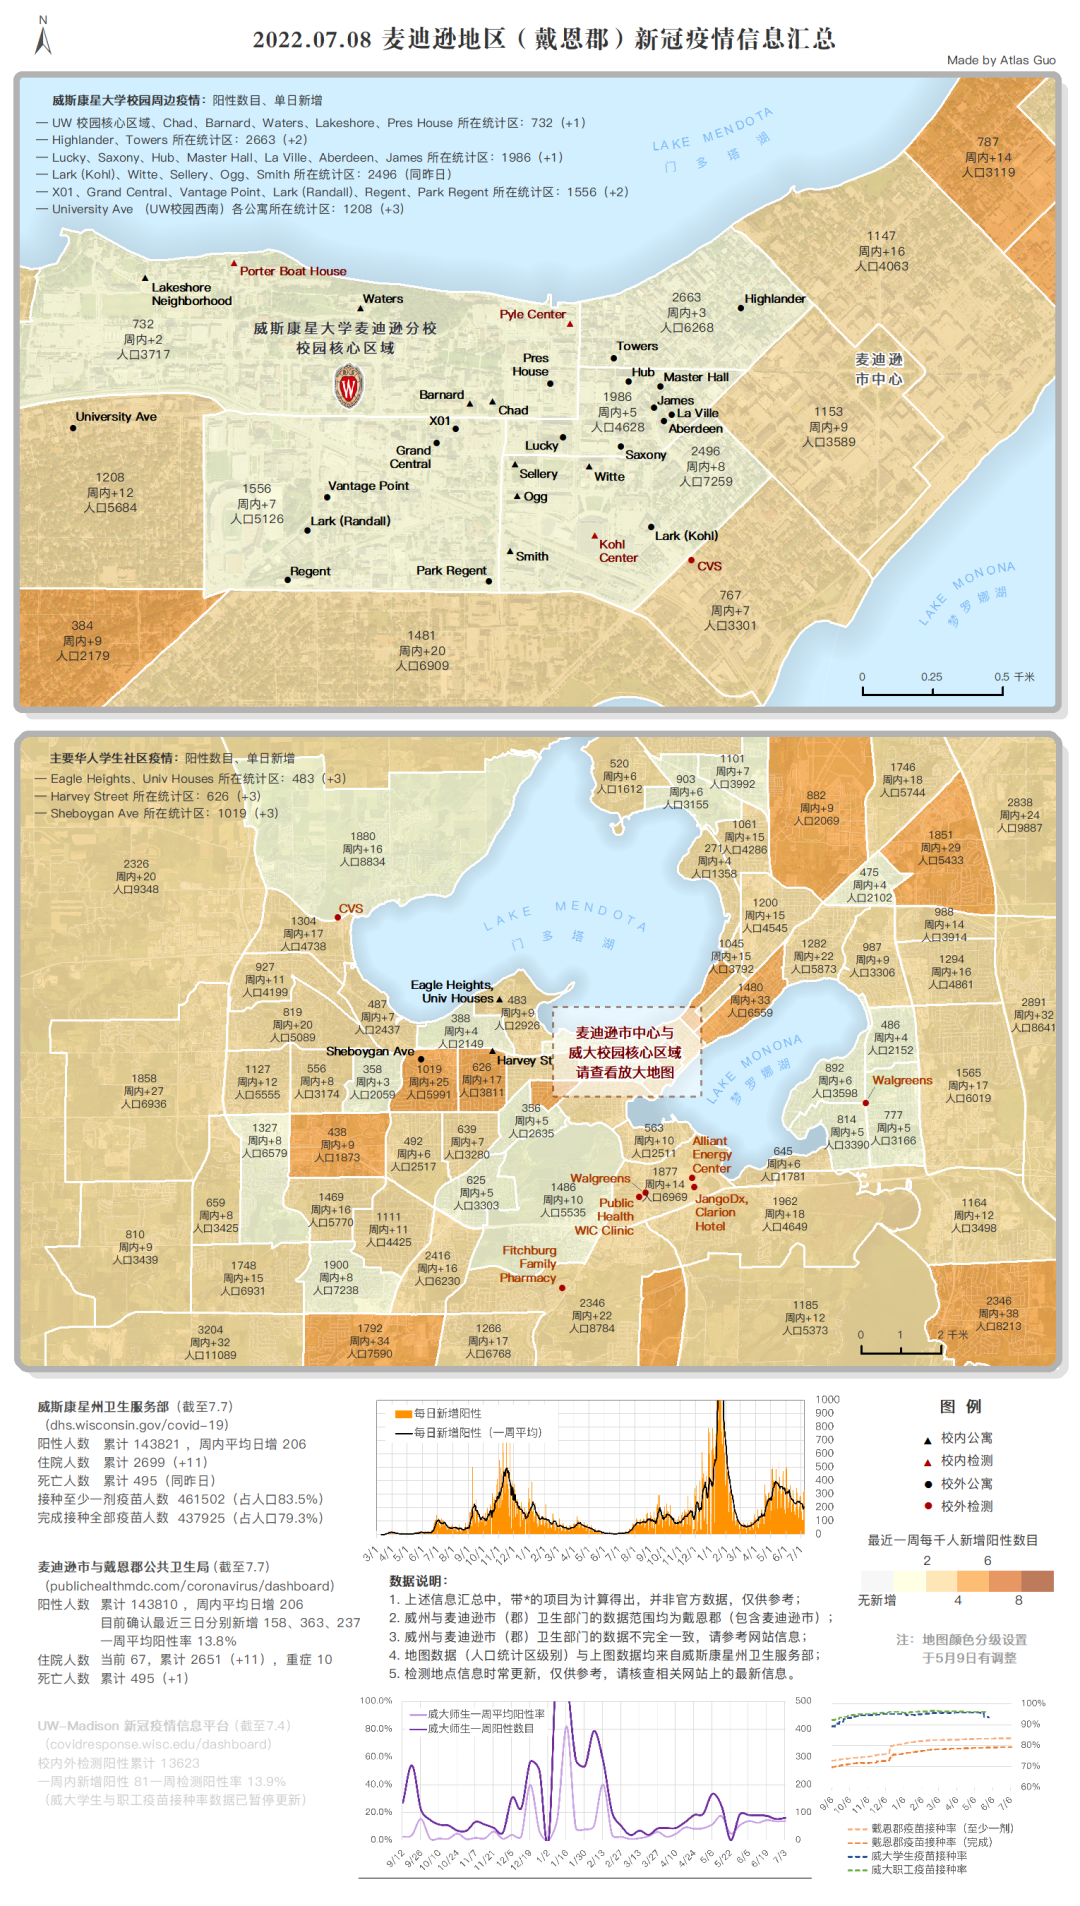 N
2022.07.08 麦迪逊地区（戴恩郡）新冠疫情信息汇总
Made by Atlas Guo
威斯康星大学校园周边疫情：阳性数目、单日新增
— UW 校园核心区域、Chad、Barnard、Waters、Lakeshore、Pres House 所在统计区：732（+1）
— Highlander、Towers 所在统计区：2663（+2）
— Lucky、Saxony、Hub、Master Hall、La Ville、Aberdeen、James 所在统计区：1986（+1）
— Lark (Kohl)、Witte、Sellery、Ogg、Smith 所在统计区：2496（同昨日）
— X01、Grand Central、Vantage Point、Lark (Randall)、Regent、Park Regent 所在统计区：1556（+2）
— University Ave （UW校园西南）各公寓所在统计区：1208（+3）
LAKE MENDOTA
门多塔湖
787
周内+14
人口3119
1147
周内+16
人口4063
Porter Boat House
Lakeshore
Neighborhood
Waters
732
周内+2
人口3717
威斯康星大学麦迪逊分校
校园核心区域
W
Pyle Center
2663
周内+3
人口6268
Highlander
Towers
Pres
House
Hub
Master Hall
麦迪逊
市中心
Barnard
Chad
1986
周内+5
人口4628
James
La Ville
Aberdeen
1153
周内+9
人口3589
University Ave
X01
Grand
Central
Lucky
Saxony
2496
周内+8
人口7259
Sellery
Witte
1208
周内+12
人口5684
1556
周内+7
人口5126
Vantage Point
Ogg
Lark (Randall)
Lark (Kohl)
Kohl
Center
Smith
CVS
Regent
Park Regent
LAKE MONONA
梦罗娜湖
767
周内+7
人口3301
384
周内+9
人口2179
1481
周内+20
人口6909
0 0.25 0.5 千米
主要华人学生社区疫情：阳性数目、单日新增
— Eagle Heights、Univ Houses 所在统计区：483（+3）
— Harvey Street 所在统计区：626（+3）
— Sheboygan Ave 所在统计区：1019（+3）
520
周内+6
人口1612
903
周内+6
人口3155
1101
周内+7
人口3992
882
周内+9
人口2069
1746
周内+18
人口5744
2838
周内+24
人口9887
1880
周内+16
人口8834
1061
周内+15
人口4286
271
周内+4
人口1358
1851
周内+29
人口5433
2326
周内+20
人口9348
475
周内+4
人口2102
CVS
1304
周内+17
人口4738
LAKE MENDOTA
门多塔湖
1200
周内+15
人口4545
988
周内+14
人口3914
1045
周内+15
人口3792
1282
周内+22
人口5873
987
周内+9
人口3306
1294
周内+16
人口4861
927
周内+11
人口4199
Eagle Heights,
Univ Houses
483
周内+9
人口2926
1480
周内+33
人口6559
2891
周内+32
人口8641
819
周内+20
人口5089
487
周内+7
人口2437
388
周内+4
人口2149
麦迪逊市中心与
威大校园核心区域
请查看放大地图
486
周内+4
人口2152
Sheboygan Ave
Harvey St
LAKE MONONA
梦罗娜湖
1858
周内+27
人口6936
1127
周内+12
人口5555
556
周内+8
人口3174
358
周内+3
人口2059
1019
周内+25
人口5991
626
周内+17
人口3811
892
周内+6
人口3598
Walgreens
1565
周内+17
人口6019
356
周内+5
人口2635
814
周内+5
人口3390
777
周内+5
人口3166
1327
周内+8
人口6579
438
周内+9
人口1873
492
周内+6
人口2517
639
周内+7
人口3280
563
周内+10
人口2511
Alliant
Energy
Center
645
周内+6
人口1781
625
周内+5
人口3303
1486
周内+10
人口5535
Walgreens
1877
周内+14
人口6969
Public
Health
WIC Clinic
JangoDx,
Clarion
Hotel
1962
周内+18
人口4649
1164
周内+12
人口3498
659
周内+8
人口3425
1469
周内+16
人口5770
1111
周内+11
人口4425
810
周内+9
人口3439
1748
周内+15
人口6931
1900
周内+8
人口7238
2416
周内+16
人口6230
Fitchburg
Family
Pharmacy
2346
周内+22
人口8784
1185
周内+12
人口5373
2346
周内+38
人口8213
3204
周内+32
人口11089
1792
周内+34
人口7590
1266
周内+17
人口6768
0 1 2 千米
威斯康星州卫生服务部（截至7.7）
（dhs.wisconsin.gov/covid-19）
阳性人数 累计 143821 ，周内平均日增 206
住院人数 累计 2699（+11）
死亡人数 累计 495（同昨日）
接种至少一剂疫苗人数 461502（占人口83.5%）
完成接种全部疫苗人数 437925（占人口79.3%）
麦迪逊市与戴恩郡公共卫生局（截至7.7）
（publichealthmdc.com/coronavirus/dashboard）
阳性人数 累计 143810 ，周内平均日增 206
目前确认最近三日分别新增 158、363、237
一周平均阳性率 13.8%
住院人数 当前 67，累计 2651（+11），重症 10
死亡人数 累计 495（+1）
UW-Madison 新冠疫情信息平台（截至7.4）
（covidresponse.wisc.edu/dashboard）
校内外检测阳性累计 13623
一周内新增阳性 81一周检测阳性率 13.9%
（威大学生与职工疫苗接种率数据已暂停更新）
每日新增阳性
每日新增阳性（一周平均）
1000
900
800
700
600
500
400
300
200
100
0
3/1 4/1 5/1 6/1 7/1 8/1 9/1 10/1 11/1 12/1 1/1 2/1 3/1 4/1 5/1 6/1 7/1 8/1 9/1 10/1 11/1 12/1 1/1 2/1 3/1 4/1 5/1 6/1 7/1
数据说明：
1. 上述信息汇总中，带*的项目为计算得出，并非官方数据，仅供参考；
2. 威州与麦迪逊市（郡）卫生部门的数据范围均为戴恩郡（包含麦迪逊市）；
3. 威州与麦迪逊市（郡）卫生部门的数据不完全一致，请参考网站信息；
4. 地图数据（人口统计区级别）与上图数据均来自威斯康星州卫生服务部；
5. 检测地点信息时常更新，仅供参考，请核查相关网站上的最新信息。
图 例
校内公寓
校内检测
校外公寓
校外检测
最近一周每千人新增阳性数目
2 6
无新增 4 8
注：地图颜色分级设置
于5月9日有调整
威大师生一周平均阳性率
威大师生一周阳性数目
100.0%
80.0%
60.0%
40.0%
20.0%
0.0%
500
400
300
200
100
0
9/12 9/26 10/10 10/24 11/7 11/21 12/5 12/19 1/2 1/16 1/30 2/13 2/27 3/13 3/27 4/10 4/24 5/8 5/22 6/5 6/19 7/3
100%
90%
80%
70%
60%
9/6 10/6 11/6 12/6 1/6 2/6 3/6 4/6 5/6 6/6 7/6
戴恩郡疫苗接种率（至少一剂）
戴恩郡疫苗接种率（完成）
威大学生疫苗接种率
威大职工疫苗接种率